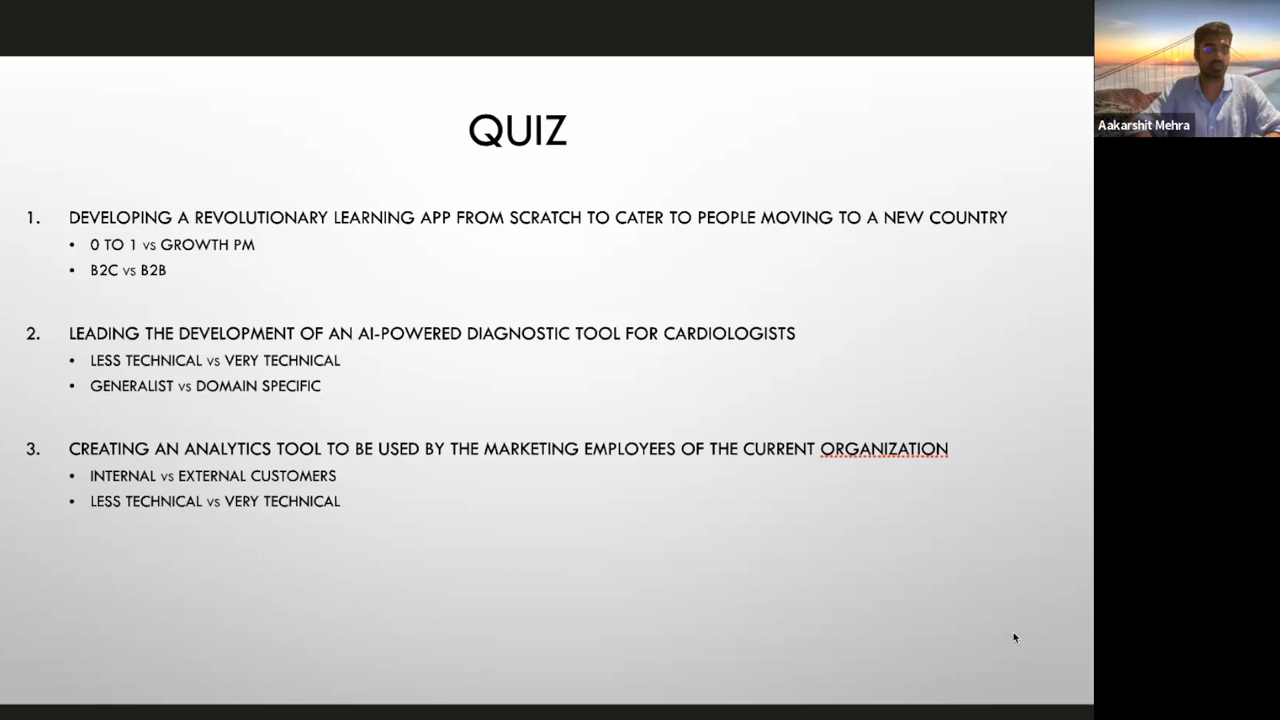 QUIZ
1. DEVELOPING A REVOLUTIONARY LEARNING APP FROM SCRATCH TO CATER TO PEOPLE MOVING TO A NEW COUNTRY
• 0 TO 1 vs GROWTH PM
• B2C vs B2B
2. LEADING THE DEVELOPMENT OF AN AI-POWERED DIAGNOSTIC TOOL FOR CARDIOLOGISTS
• LESS TECHNICAL vs VERY TECHNICAL
• GENERALIST vs DOMAIN SPECIFIC
3. CREATING AN ANALYTICS TOOL TO BE USED BY THE MARKETING EMPLOYEES OF THE CURRENT ORGANIZATION
• INTERNAL vs EXTERNAL CUSTOMERS
• LESS TECHNICAL vs VERY TECHNICAL
Aakarshit Mehra